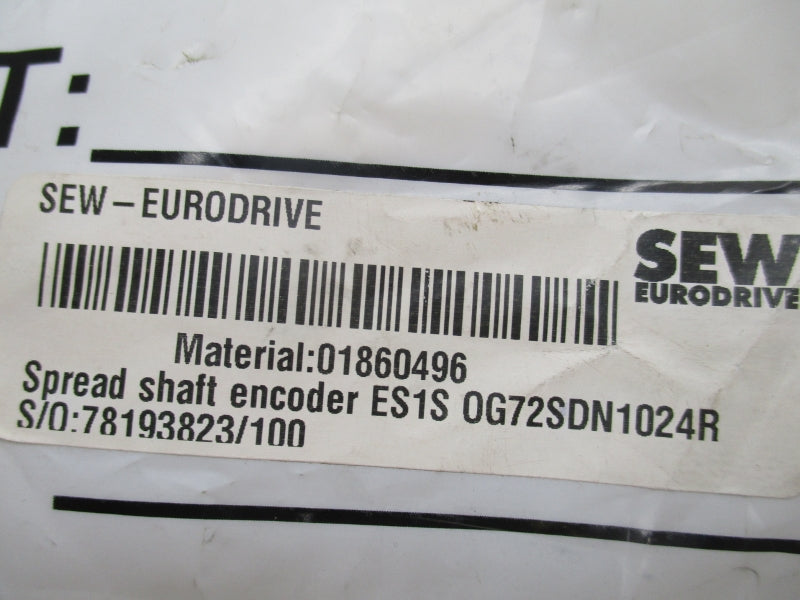 T:
SEW-EURODRIVE
SEW
EURODRIVE
Material:01860496
Spread shaft encoder ES1S OG72SDN1024R
S/O:78193823/100